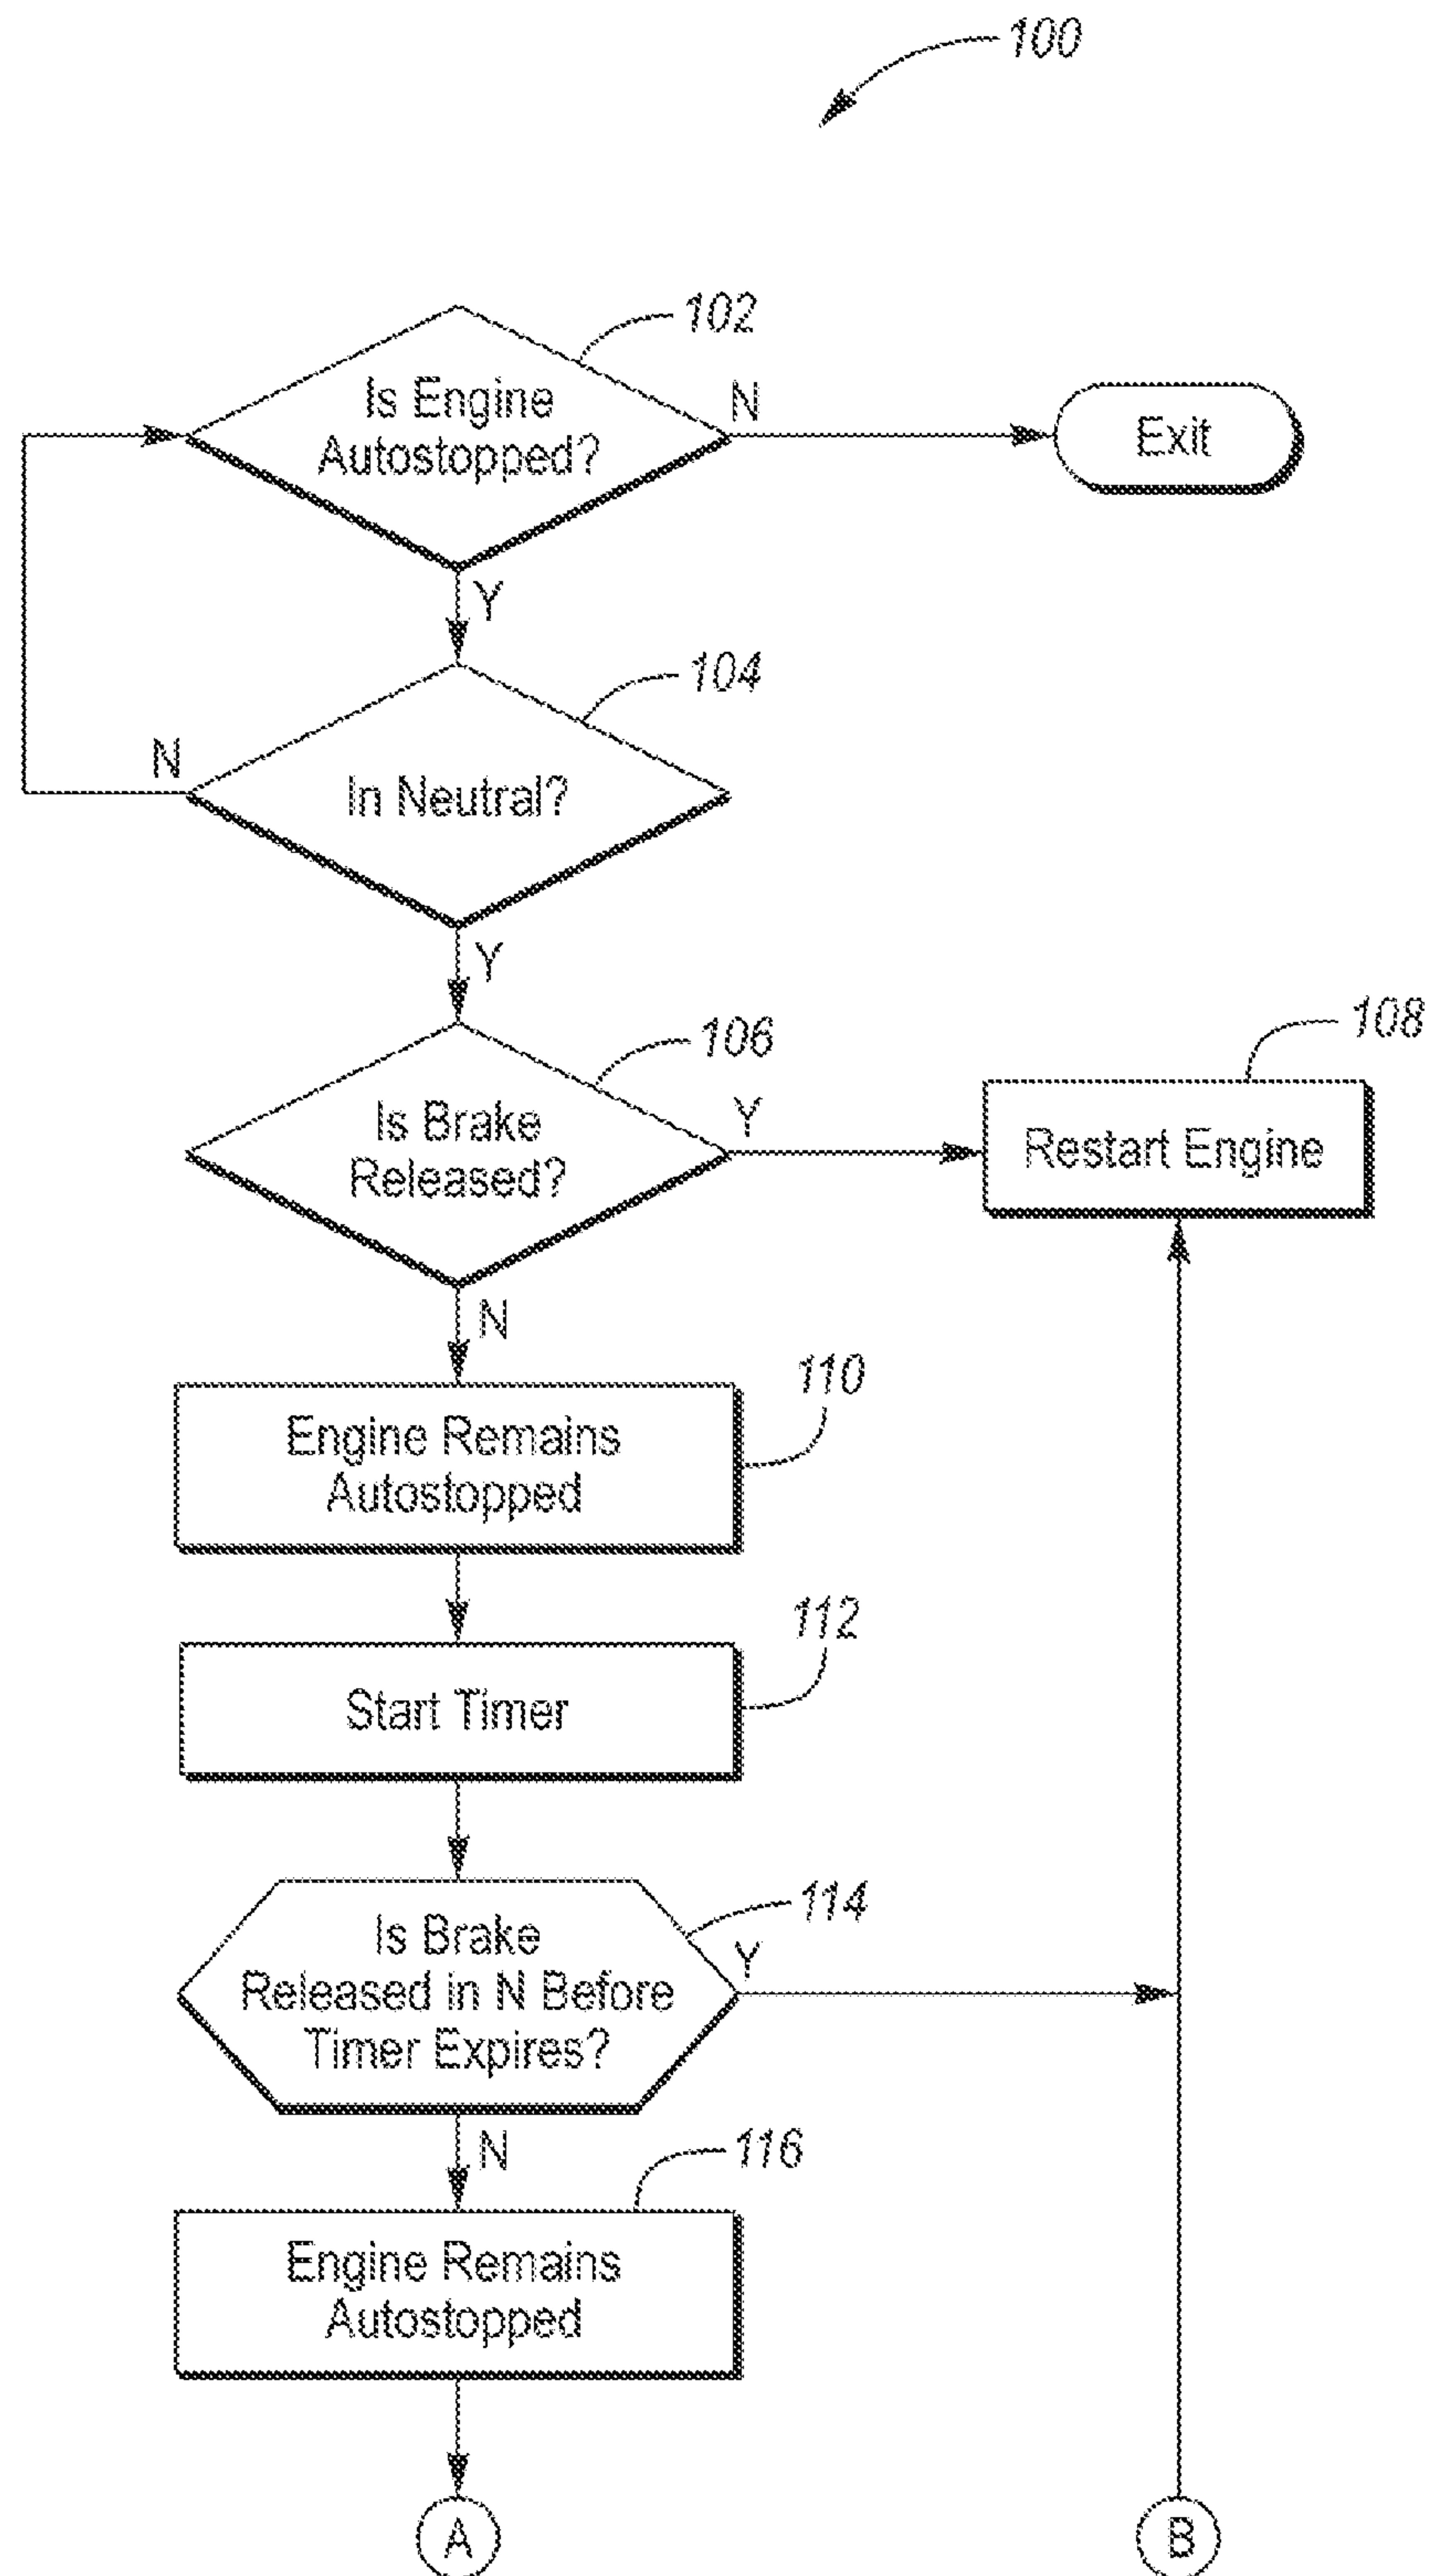 100
102
Is Engine
Autostopped?
N
Exit
Y
104
N
In Neutral?
Y
106
108
Is Brake
Released?
Y
Restart Engine
N
110
Engine Remains
Autostopped
112
Start Timer
114
Is Brake
Released in N Before
Timer Expires?
Y
N
116
Engine Remains
Autostopped
A
B